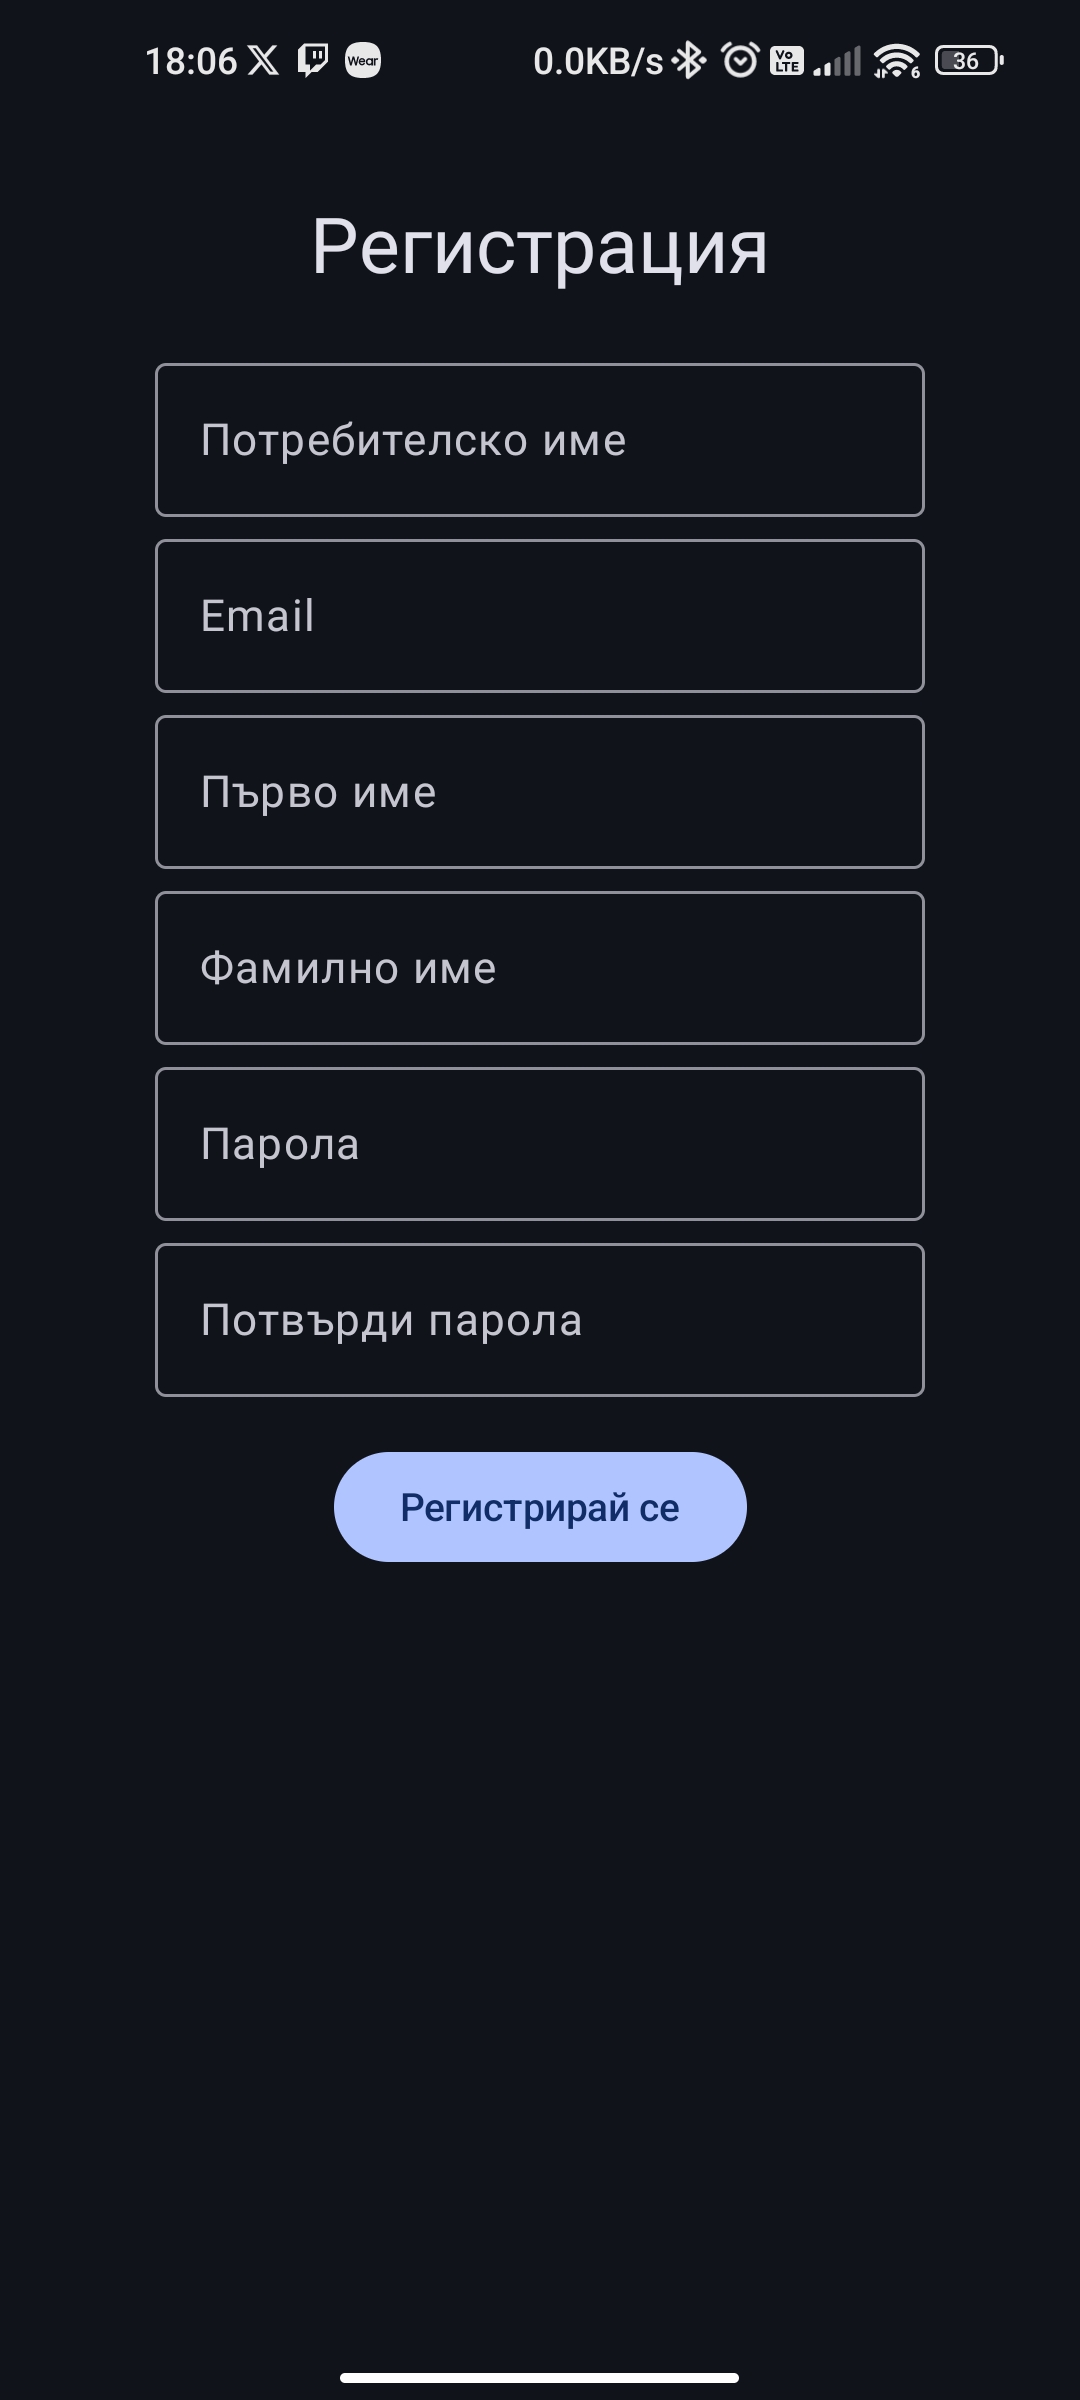 18:06 Wear 0.0KB/s Vo LTE 6 36
Регистрация
Потребителско име
Email
Първо име
Фамилно име
Парола
Потвърди парола
Регистрирай се